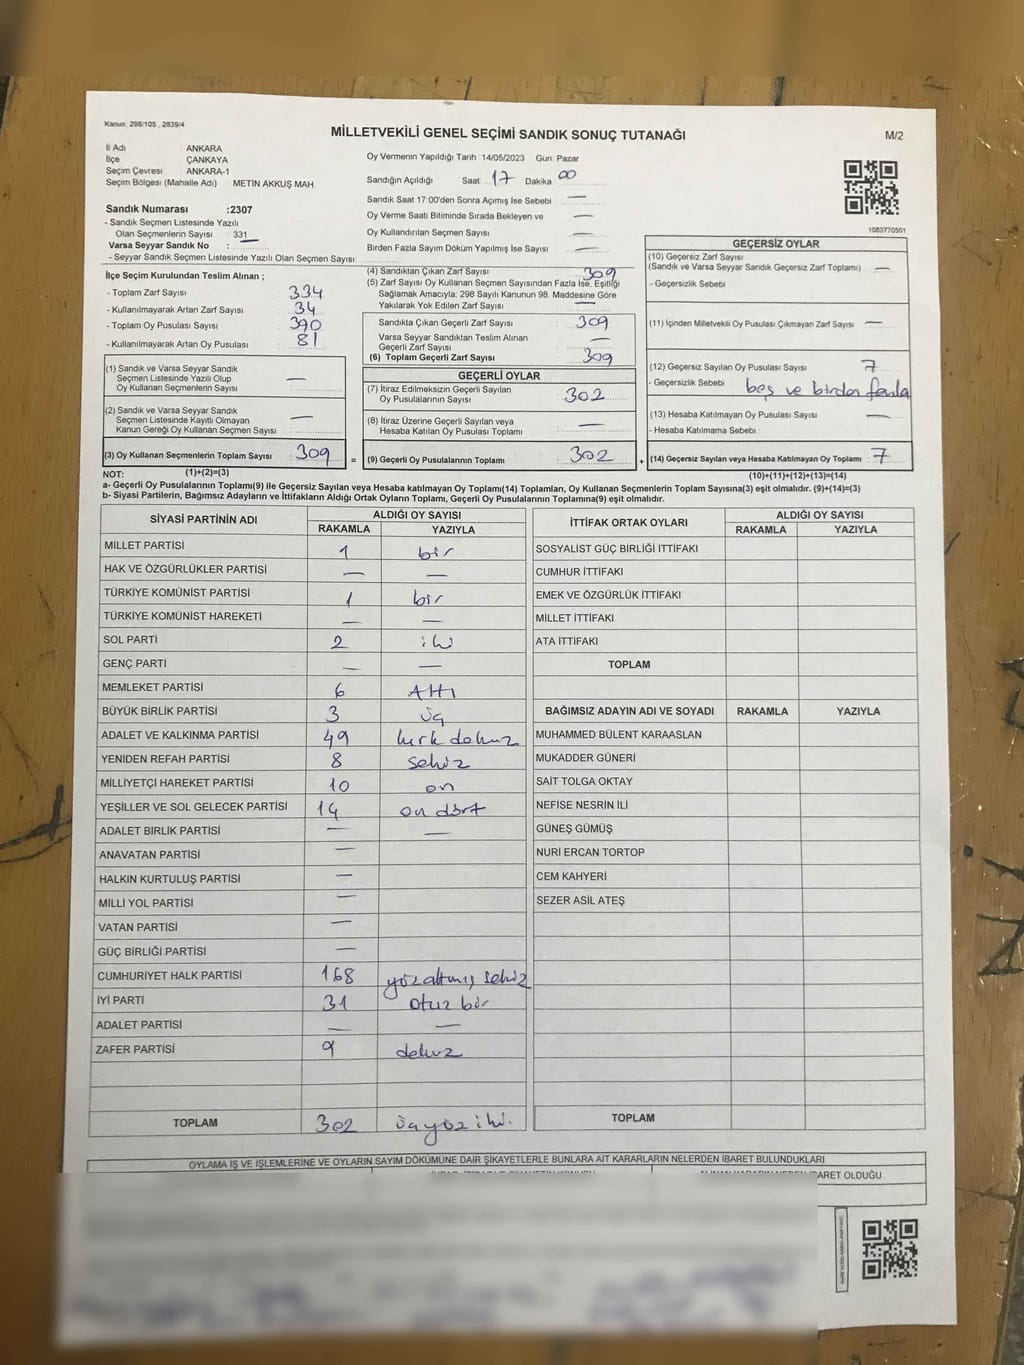 Kanun: 298/105 , 2839/4
MİLLETVEKİLİ GENEL SEÇİMİ SANDIK SONUÇ TUTANAĞI
M/2
İl Adı ANKARA
İlçe ÇANKAYA
Seçim Çevresi ANKARA-1
Seçim Bölgesi (Mahalle Adı) METİN AKKUŞ MAH
Sandık Numarası :2307
- Sandık Seçmen Listesinde Yazılı
Olan Seçmenlerin Sayısı : 331
Varsa Seyyar Sandık No : —
- Seyyar Sandık Seçmen Listesinde Yazılı Olan Seçmen Sayısı:
Oy Vermenin Yapıldığı Tarih 14/05/2023 Gün Pazar
Sandığın Açıldığı Saat 17 Dakika 00
Sandık Saat 17:00'den Sonra Açımış İse Sebebi —
Oy Verme Saati Bitiminde Sırada Bekleyen ve —
Oy Kullandırılan Seçmen Sayısı —
Birden Fazla Sayım Döküm Yapılmış İse Sayısı —
1083770501
İlçe Seçim Kurulundan Teslim Alınan ;
- Toplam Zarf Sayısı : 334
- Kullanılmayarak Artan Zarf Sayısı : 34
- Toplam Oy Pusulası Sayısı : 390
- Kullanılmayarak Artan Oy Pusulası : 81
(1) Sandık ve Varsa Seyyar Sandık
Seçmen Listesinde Yazılı Olup
Oy Kullanan Seçmenlerin Sayısı : —
(2) Sandık ve Varsa Seyyar Sandık
Seçmen Listesinde Kayıtlı Olmayan
Kanun Gereği Oy Kullanan Seçmen Sayısı : —
(3) Oy Kullanan Seçmenlerin Toplam Sayısı : 309
(4) Sandıktan Çıkan Zarf Sayısı : 309
(5) Zarf Sayısı Oy Kullanan Seçmen Sayısından Fazla İse, Eşitliği
Sağlamak Amacıyla; 298 Sayılı Kanunun 98. Maddesine Göre
Yakılarak Yok Edilen Zarf Sayısı : —
Sandıkta Çıkan Geçerli Zarf Sayısı : 309
Varsa Seyyar Sandıktan Teslim Alınan
Geçerli Zarf Sayısı : —
(6) Toplam Geçerli Zarf Sayısı : 309
GEÇERLİ OYLAR
(7) İtiraz Edilmeksizin Geçerli Sayılan
Oy Pusulalarının Sayısı : 302
(8) İtiraz Üzerine Geçerli Sayılan veya
Hesaba Katılan Oy Pusulası Toplamı : —
= (9) Geçerli Oy Pusulalarının Toplamı : 302
GEÇERSİZ OYLAR
(10) Geçersiz Zarf Sayısı
(Sandık ve Varsa Seyyar Sandık Geçersiz Zarf Toplamı) : —
- Geçersizlik Sebebi :
(11) İçinden Milletvekili Oy Pusulası Çıkmayan Zarf Sayısı : —
(12) Geçersiz Sayılan Oy Pusulası Sayısı : 7
- Geçersizlik Sebebi : beş ve birden fazla
(13) Hesaba Katılmayan Oy Pusulası Sayısı : —
- Hesaba Katılmama Sebebi :
+ (14) Geçersiz Sayılan veya Hesaba Katılmayan Oy Toplamı : 7
NOT: (1)+(2)=(3)
(10)+(11)+(12)+(13)=(14)
a- Geçerli Oy Pusulalarının Toplamı(9) ile Geçersiz Sayılan veya Hesaba Katılmayan Oy Toplamı(14) Toplamları, Oy Kullanan Seçmenlerin Toplam Sayısına(3) eşit olmalıdır. (9)+(14)=(3)
b- Siyasi Partilerin, Bağımsız Adayların ve İttifakların Aldığı Ortak Oyların Toplamı, Geçerli Oy Pusulalarının Toplamına(9) eşit olmalıdır.
SİYASİ PARTİNİN ADI ALDIĞI OY SAYISI
RAKAMLA YAZIYLA
MİLLET PARTİSİ 1 bir
HAK VE ÖZGÜRLÜKLER PARTİSİ — —
TÜRKİYE KOMÜNİST PARTİSİ 1 bir
TÜRKİYE KOMÜNİST HAREKETİ — —
SOL PARTİ 2 iki
GENÇ PARTİ — —
MEMLEKET PARTİSİ 6 Altı
BÜYÜK BİRLİK PARTİSİ 3 üç
ADALET VE KALKINMA PARTİSİ 49 kırk dokuz
YENİDEN REFAH PARTİSİ 8 sekiz
MİLLİYETÇİ HAREKET PARTİSİ 10 on
YEŞİLLER VE SOL GELECEK PARTİSİ 14 on dört
ADALET BİRLİK PARTİSİ — —
ANAVATAN PARTİSİ —
HALKIN KURTULUŞ PARTİSİ —
MİLLİ YOL PARTİSİ —
VATAN PARTİSİ —
GÜÇ BİRLİĞİ PARTİSİ —
CUMHURİYET HALK PARTİSİ 168 yüzaltmış sekiz
İYİ PARTİ 31 otuz bir
ADALET PARTİSİ — —
ZAFER PARTİSİ 9 dokuz
TOPLAM 302 üçyüz iki.
İTTİFAK ORTAK OYLARI ALDIĞI OY SAYISI
RAKAMLA YAZIYLA
SOSYALİST GÜÇ BİRLİĞİ İTTİFAKI
CUMHUR İTTİFAKI
EMEK VE ÖZGÜRLÜK İTTİFAKI
MİLLET İTTİFAKI
ATA İTTİFAKI
TOPLAM
BAĞIMSIZ ADAYIN ADI VE SOYADI RAKAMLA YAZIYLA
MUHAMMED BÜLENT KARAASLAN
MUKADDER GÜNERİ
SAİT TOLGA OKTAY
NEFİSE NESRİN İLİ
GÜNEŞ GÜMÜŞ
NURİ ERCAN TORTOP
CEM KAHYERİ
SEZER ASİL ATEŞ
TOPLAM
OYLAMA İŞ VE İŞLEMLERİNE VE OYLARIN SAYIM DÖKÜMÜNE DAİR ŞİKAYETLERLE BUNLARA AİT KARARLARIN NELERDEN İBARET BULUNDUKLARI
ARET OLDUĞU